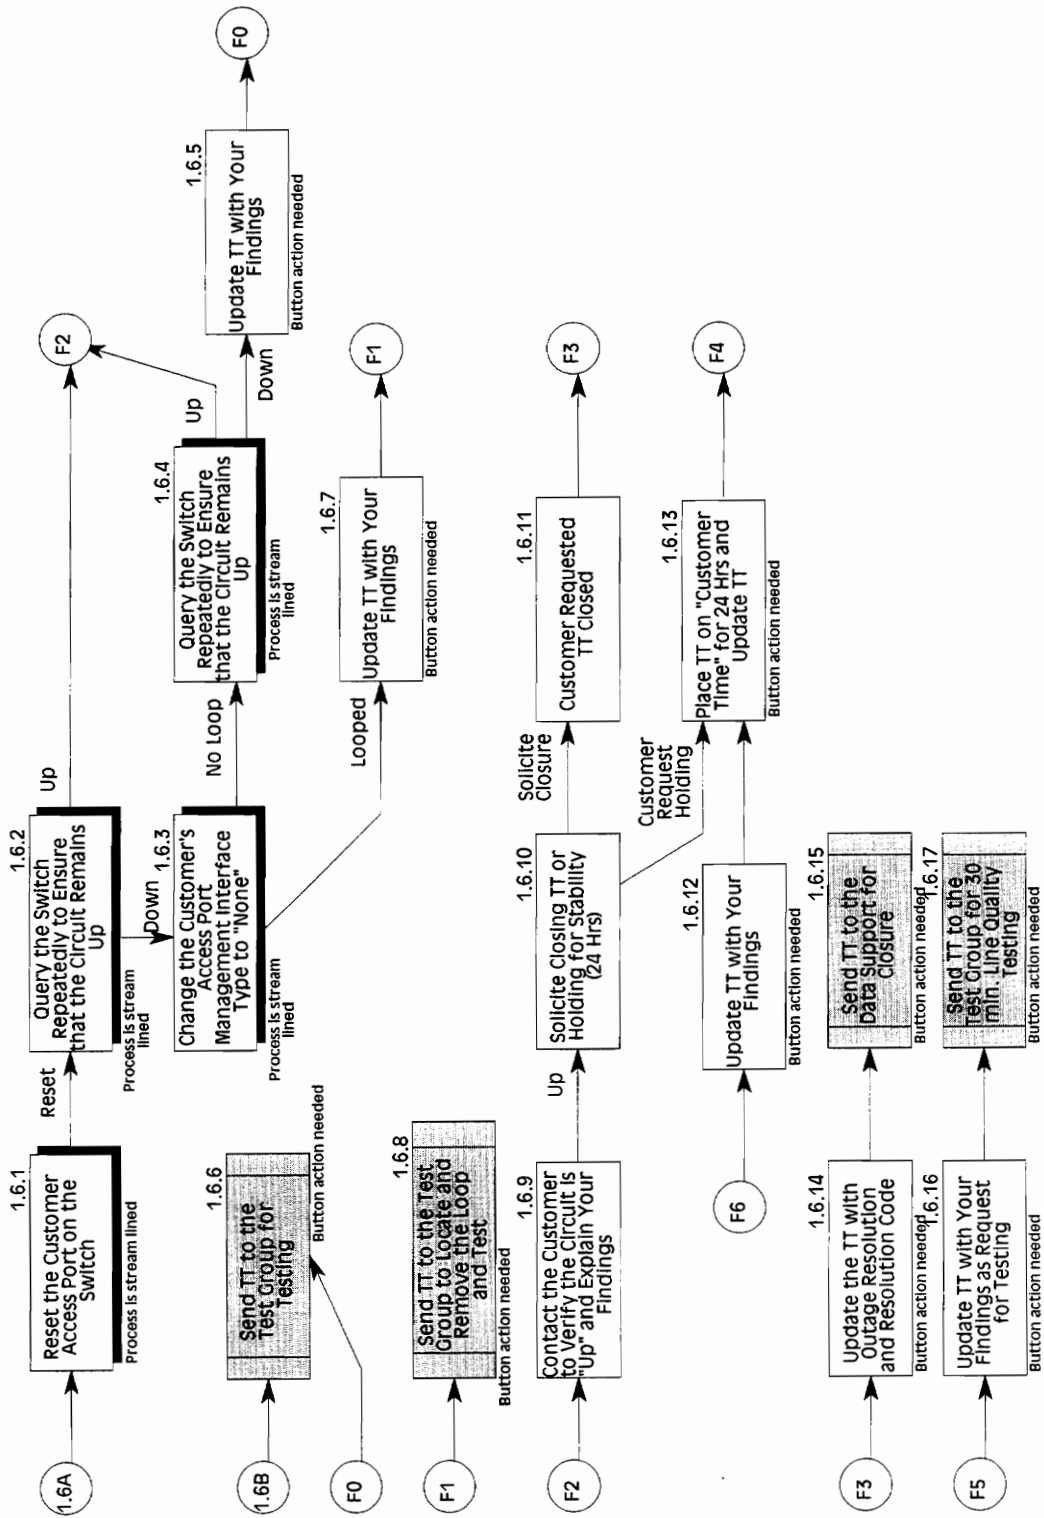 1.6A
1.6.1
Reset the Customer
Access Port on the
Switch
Process is stream lined
Reset
1.6.2
Query the Switch
Repeatedly to Ensure
that the Circuit Remains
Up
Process is stream
lined
Up
F2
Down
1.6.3
Change the Customer's
Access Port
Management Interface
Type to "None"
Process is stream
lined
No Loop
1.6.4
Query the Switch
Repeatedly to Ensure
that the Circuit Remains
Up
Process is stream
lined
Up
Down
1.6.5
Update TT with Your
Findings
Button action needed
F0
Looped
1.6.7
Update TT with Your
Findings
Button action needed
F1
1.6B
1.6.6
Send TT to the
Test Group for
Testing
Button action needed
F0
F1
1.6.8
Send TT to the Test
Group to Locate and
Remove the Loop
and Test
Button action needed
F2
1.6.9
Contact the Customer
to Verify the Circuit is
"Up" and Explain Your
Findings
Up
1.6.10
Solicite Closing TT or
Holding for Stability
(24 Hrs)
Solicite
Closure
1.6.11
Customer Requested
TT Closed
F3
Customer
Request
Holding
1.6.13
Place TT on "Customer
Time" for 24 Hrs and
Update TT
Button action needed
F4
F6
1.6.12
Update TT with Your
Findings
Button action needed
F3
1.6.14
Update the TT with
Outage Resolution
and Resolution Code
Button action needed
1.6.15
Send TT to the
Data Support for
Closure
Button action needed
F5
1.6.16
Update TT with Your
Findings as Request
for Testing
Button action needed
1.6.17
Send TT to the
Test Group for 30
min. Line Quality
Testing
Button action needed